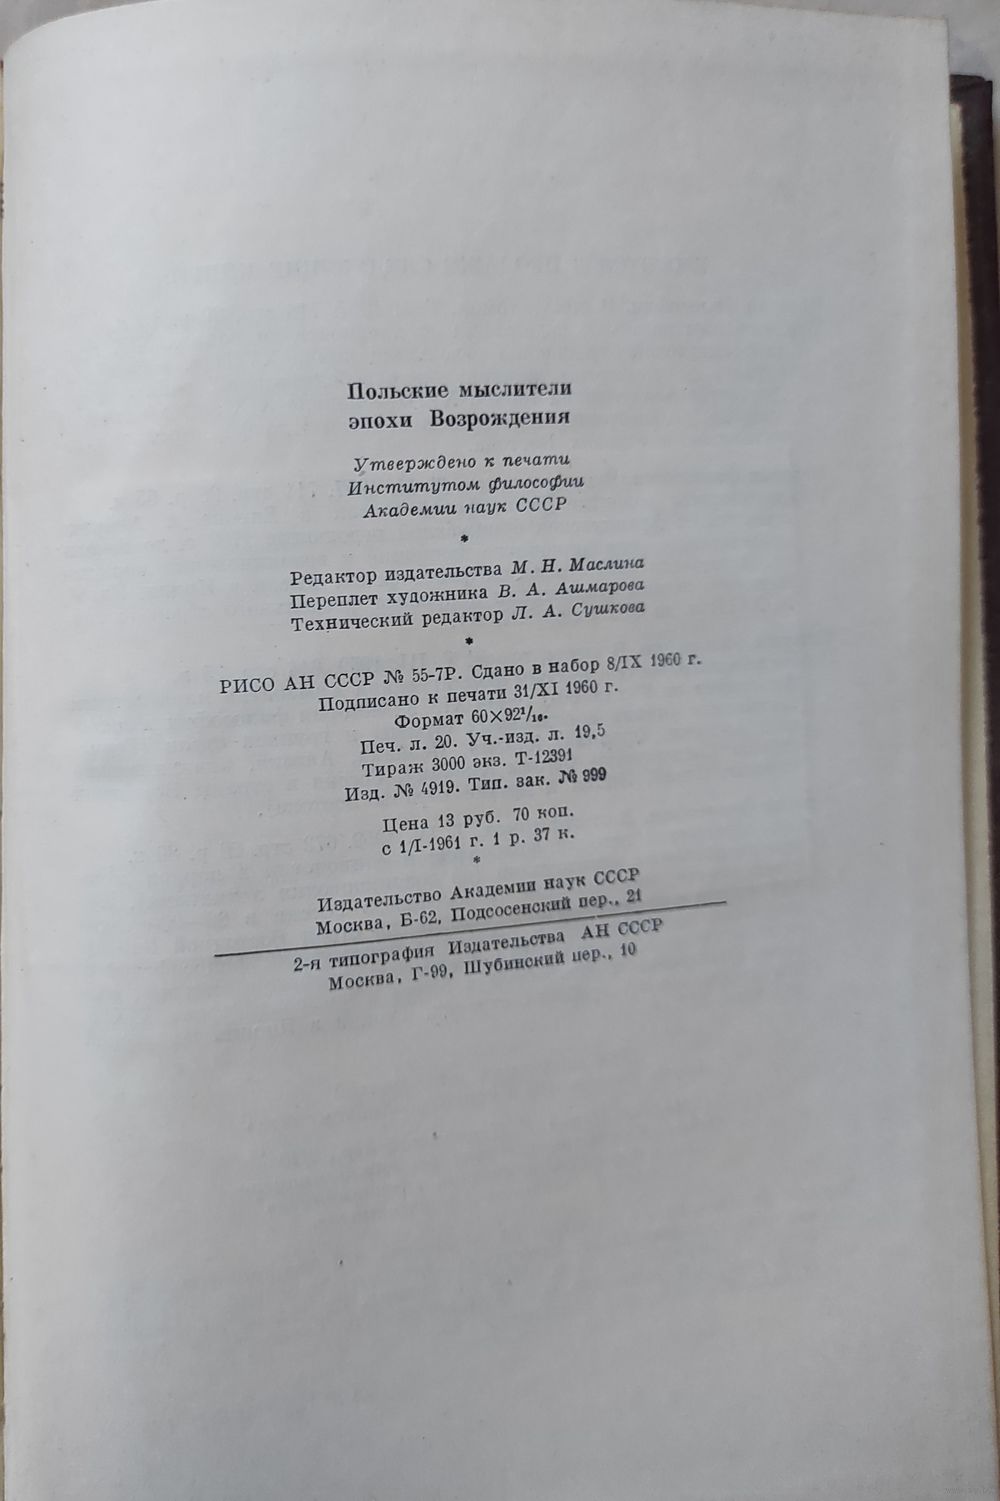 Польские мыслители
эпохи Возрождения
Утверждено к печати
Институтом философии
Академии наук СССР
*
Редактор издательства М. Н. Маслина
Переплет художника В. А. Ашмарова
Технический редактор Л. А. Сушкова
*
РИСО АН СССР № 55-7Р. Сдано в набор 8/IX 1960 г.
Подписано к печати 31/XI 1960 г.
Формат 60×92¹/₁₆.
Печ. л. 20. Уч.-изд. л. 19,5
Тираж 3000 экз. Т-12391
Изд. № 4919. Тип. зак. № 999
Цена 13 руб. 70 коп.
с 1/I-1961 г. 1 р. 37 к.
*
Издательство Академии наук СССР
Москва, Б-62, Подсосенский пер., 21
2-я типография Издательства АН СССР
Москва, Г-99, Шубинский пер., 10